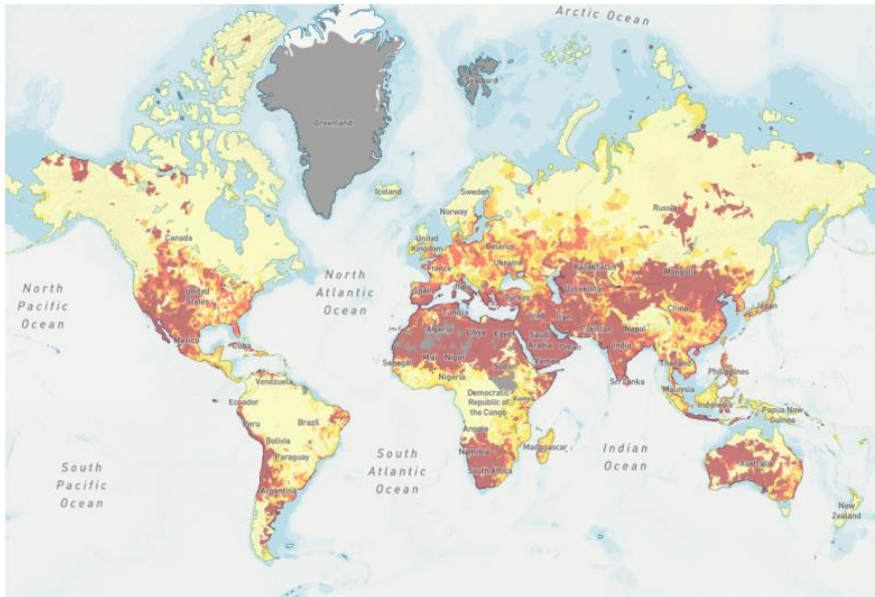 Arctic Ocean
Svalbard
Greenland
Iceland
Sweden
Norway
Russia
Canada
United
Kingdom
Belarus
Ukraine
France
Kazakhstan
Mongolia
North
Pacific
Ocean
United
States
North
Atlantic
Ocean
Spain
Italy
Turkey
Uzbekistan
China
Japan
Tunisia
Iraq
Iran
Mexico
Cuba
Algeria
Libya
Egypt
Saudi
Arabia
Oman
Pakistan
Nepal
India
Senegal
Mali
Niger
Sudan
Yemen
Thailand
Philippines
Venezuela
Nigeria
Sri Lanka
Malaysia
Ecuador
Democratic
Republic of
the Congo
Kenya
Indonesia
Papua New
Guinea
Peru
Brazil
Angola
Bolivia
Madagascar
Paraguay
Namibia
South
Pacific
Ocean
South
Atlantic
Ocean
Indian
Ocean
South Africa
Australia
Argentina
New
Zealand